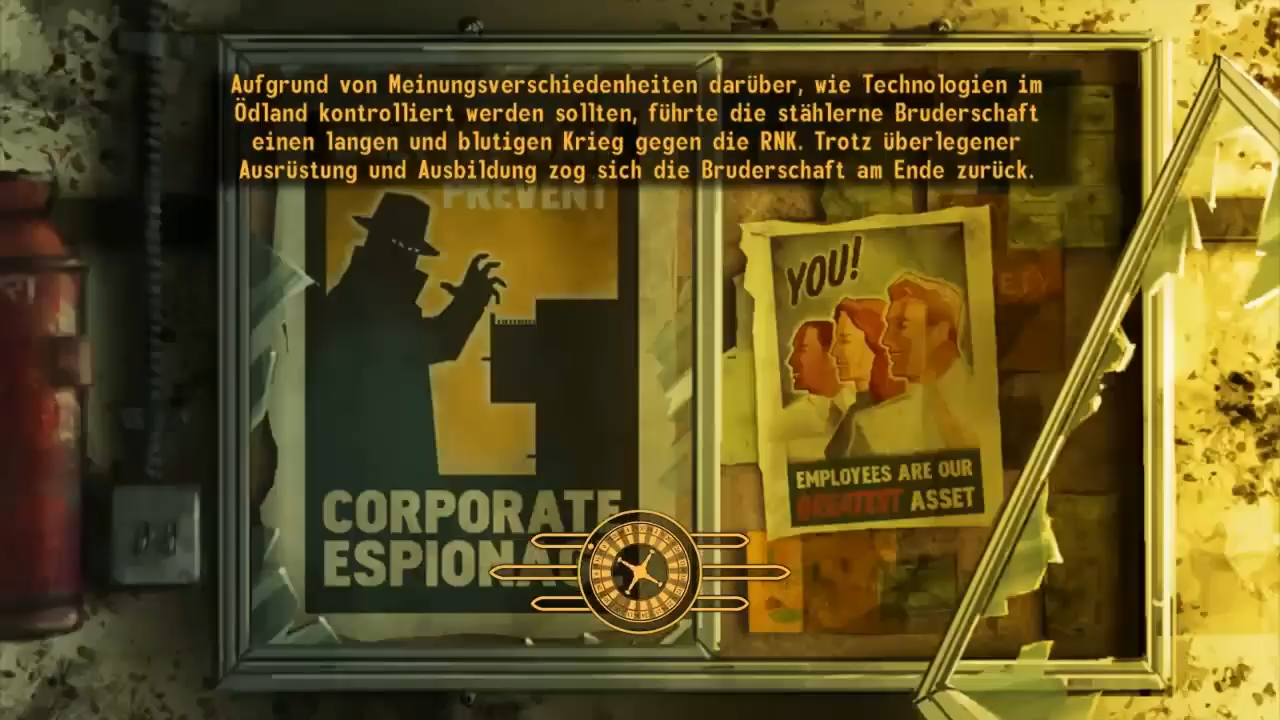 Aufgrund von Meinungsverschiedenheiten darüber, wie Technologien im
Ödland kontrolliert werden sollten, führte die stählerne Bruderschaft
einen langen und blutigen Krieg gegen die RNK. Trotz überlegener
Ausrüstung und Ausbildung zog sich die Bruderschaft am Ende zurück.
PREVENT
CORPORATE
YOU!
EMPLOYEES ARE OUR
GREATEST ASSET